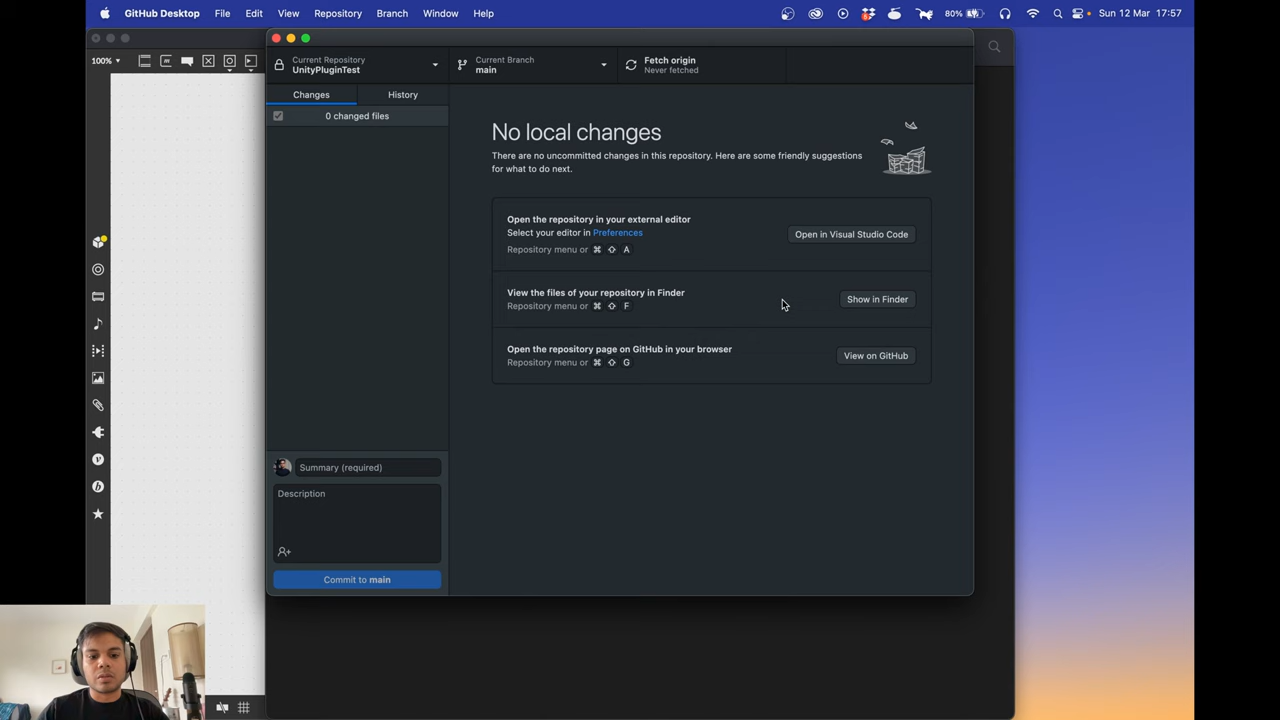 GitHub Desktop File Edit View Repository Branch Window Help 80% Sun 12 Mar 17:57
100%
Current Repository
UnityPluginTest
Current Branch
main
Fetch origin
Never fetched
Changes History
0 changed files
No local changes
There are no uncommitted changes in this repository. Here are some friendly suggestions
for what to do next.
Open the repository in your external editor
Select your editor in Preferences
Repository menu or ⌘ ⇧ A
Open in Visual Studio Code
View the files of your repository in Finder
Repository menu or ⌘ ⇧ F
Show in Finder
Open the repository page on GitHub in your browser
Repository menu or ⌘ ⇧ G
View on GitHub
Summary (required)
Description
Commit to main